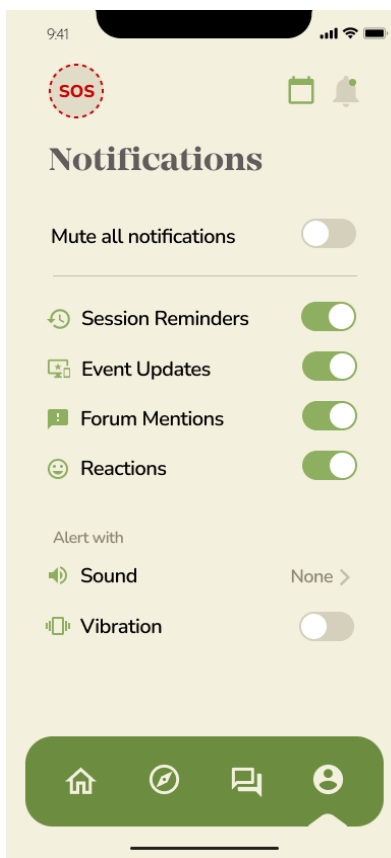 9:41
SOS
Notifications
Mute all notifications
Session Reminders
Event Updates
Forum Mentions
Reactions
Alert with
Sound None
Vibration